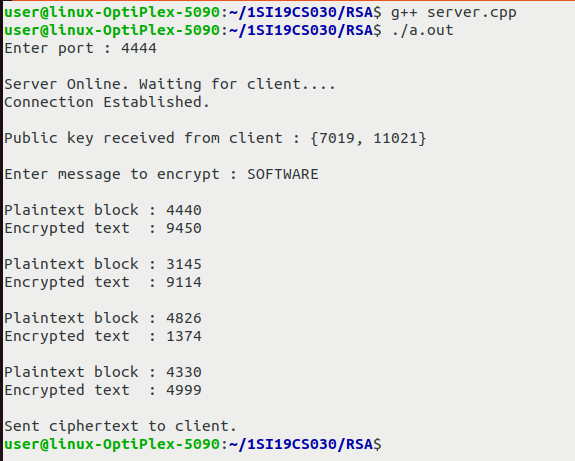 user@linux-OptiPlex-5090:~/1SI19CS030/RSA$ g++ server.cpp
user@linux-OptiPlex-5090:~/1SI19CS030/RSA$ ./a.out
Enter port : 4444
Server Online. Waiting for client....
Connection Established.
Public key received from client : {7019, 11021}
Enter message to encrypt : SOFTWARE
Plaintext block : 4440
Encrypted text  : 9450
Plaintext block : 3145
Encrypted text  : 9114
Plaintext block : 4826
Encrypted text  : 1374
Plaintext block : 4330
Encrypted text  : 4999
Sent ciphertext to client.
user@linux-OptiPlex-5090:~/1SI19CS030/RSA$